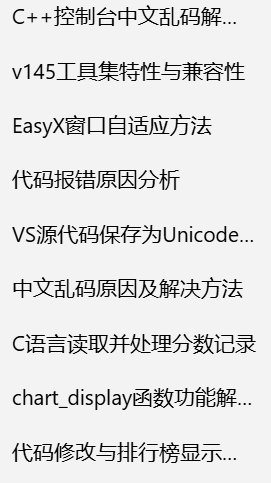 C++控制台中文乱码解...
v145工具集特性与兼容性
EasyX窗口自适应方法
代码报错原因分析
VS源代码保存为Unicode...
中文乱码原因及解决方法
C语言读取并处理分数记录
chart_display函数功能解...
代码修改与排行榜显示...